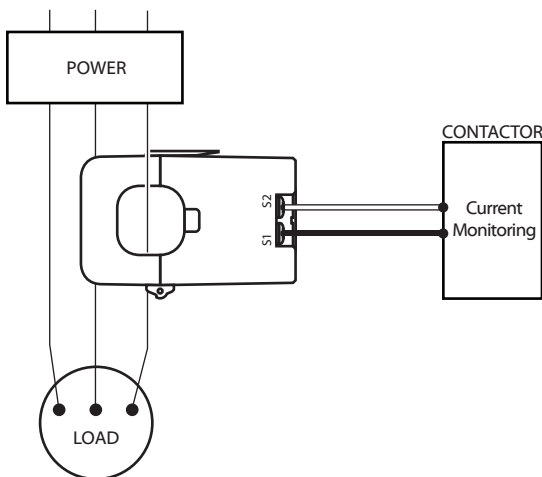 POWER
CONTACTOR
S2
S1
Current
Monitoring
LOAD